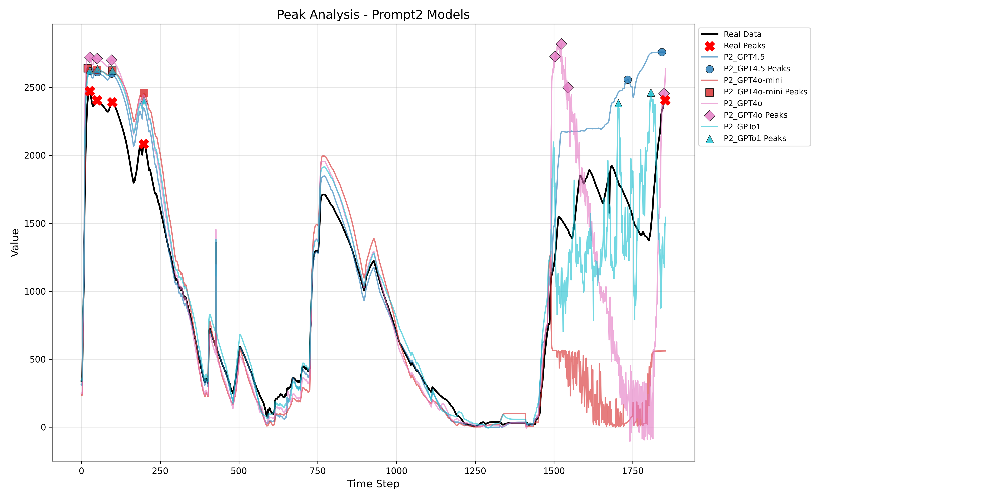 Peak Analysis - Prompt2 Models
Real Data
Real Peaks
P2_GPT4.5
P2_GPT4.5 Peaks
P2_GPT4o-mini
P2_GPT4o-mini Peaks
P2_GPT4o
P2_GPT4o Peaks
P2_GPTo1
P2_GPTo1 Peaks
Value
2500
2000
1500
1000
500
0
0 250 500 750 1000 1250 1500 1750
Time Step